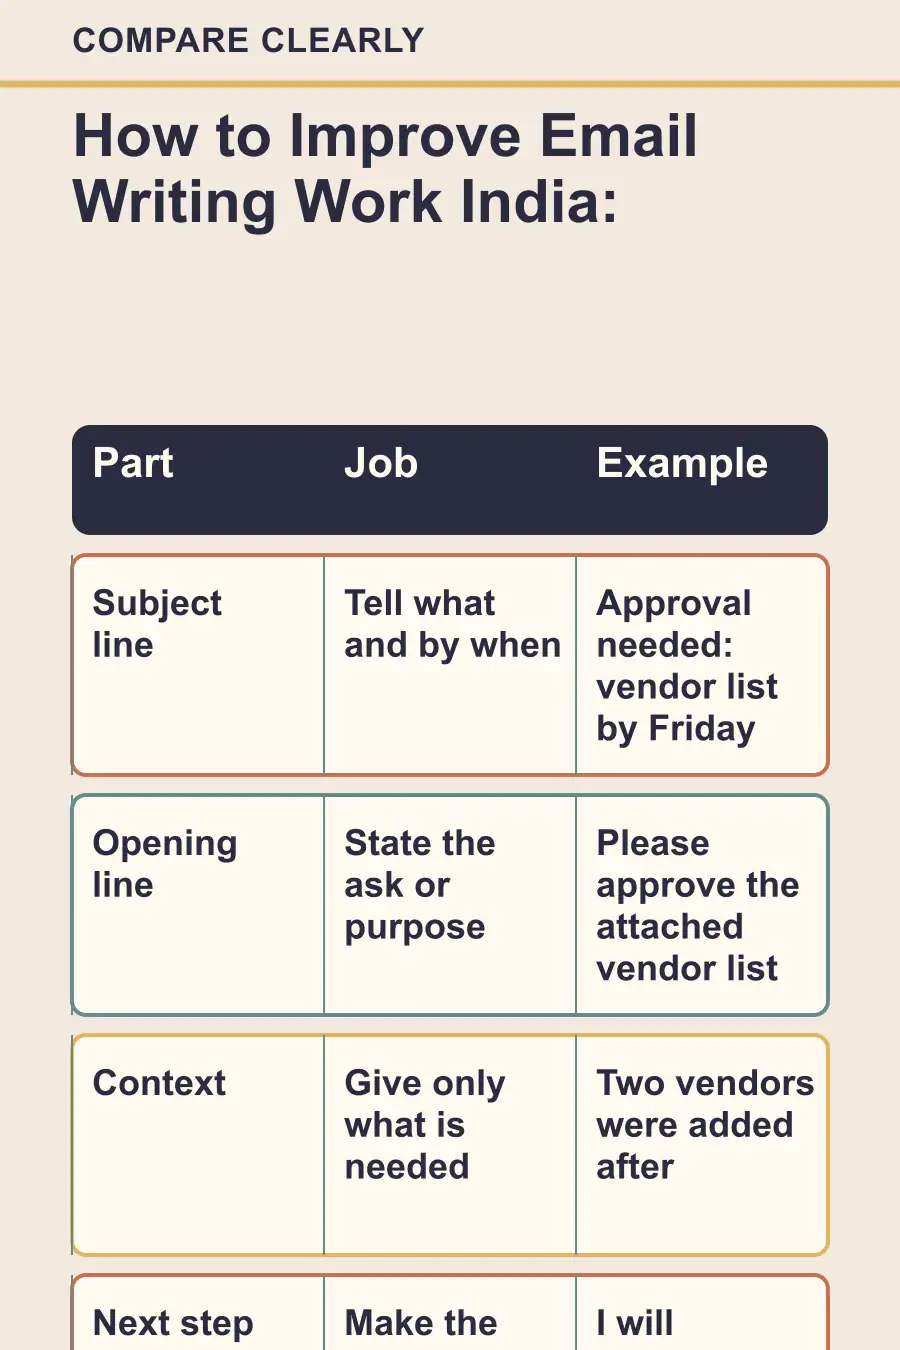 COMPARE CLEARLY
How to Improve Email
Writing Work India:
Part Job Example
Subject
line
Tell what
and by when
Approval
needed:
vendor list
by Friday
Opening
line
State the
ask or
purpose
Please
approve the
attached
vendor list
Context
Give only
what is
needed
Two vendors
were added
after
Next step
Make the
I will